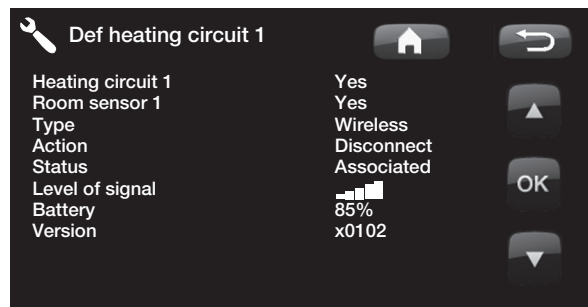 Def heating circuit 1
Heating circuit 1 Yes
Room sensor 1 Yes
Type Wireless
Action Disconnect
Status Associated
Level of signal
Battery 85%
Version x0102
OK